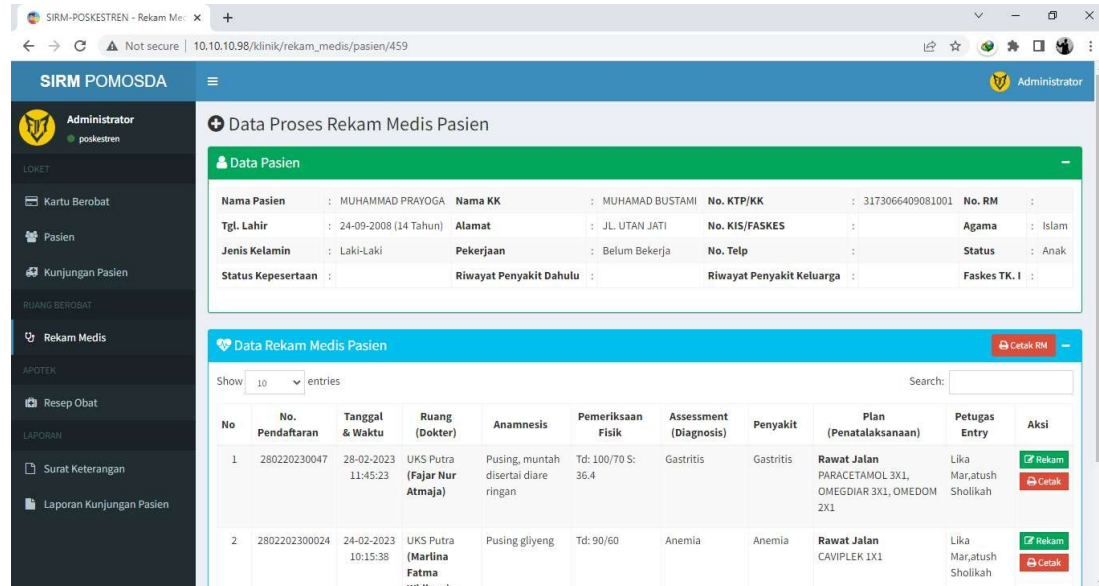 SIRM-POSKESTREN - Rekam Med
Not secure 10.10.10.98/klinik/rekam_medis/pasien/459
SIRM POMOSDA
Administrator
Administrator
poskestren
LOKET
Kartu Berobat
Pasien
Kunjungan Pasien
RUANG BEROBAT
Rekam Medis
APOTEK
Resep Obat
LAPORAN
Surat Keterangan
Laporan Kunjungan Pasien
Data Proses Rekam Medis Pasien
Data Pasien
Nama Pasien : MUHAMMAD PRAYOGA Nama KK : MUHAMAD BUSTAMI No. KTP/KK : 3173066409081001 No. RM :
Tgl. Lahir : 24-09-2008 (14 Tahun) Alamat : JL. UTAN JATI No. KIS/FASKES : Agama : Islam
Jenis Kelamin : Laki-Laki Pekerjaan : Belum Bekerja No. Telp : Status : Anak
Status Kepesertaan : Riwayat Penyakit Dahulu : Riwayat Penyakit Keluarga : Faskes TK. I :
Data Rekam Medis Pasien
Cetak RM
Show 10 entries
Search:
No No. Pendaftaran Tanggal & Waktu Ruang (Dokter) Anamnesis Pemeriksaan Fisik Assessment (Diagnosis) Penyakit Plan (Penatalaksanaan) Petugas Entry Aksi
1 280220230047 28-02-2023 UKS Putra Pusing, muntah Td: 100/70 S: Gastritis Gastritis Rawat Jalan Lika Rekam
11:45:23 (Fajar Nur disertai diare 36.4 PARACETAMOL 3X1, Mar,atush Cetak
Atmaja) ringan OMEGDIAR 3X1, OMEDOM Sholikah
2X1
2 2802202300024 24-02-2023 UKS Putra Pusing gliyeng Td: 90/60 Anemia Anemia Rawat Jalan Lika Rekam
10:15:38 (Marlina CAVIPLEK 1X1 Mar,atush Cetak
Fatma Sholikah